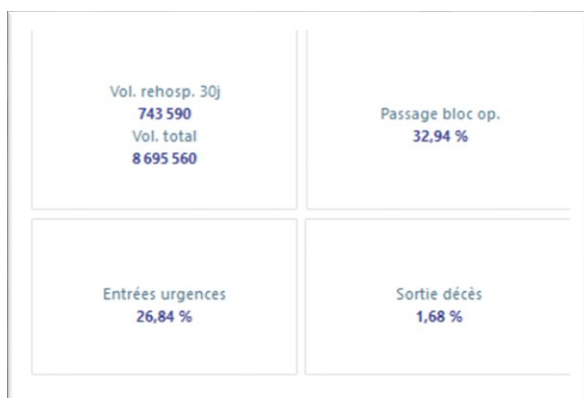 Vol. rehosp. 30j
743 590
Vol. total
8 695 560
Passage bloc op.
32,94 %
Entrées urgences
26,84 %
Sortie décès
1,68 %